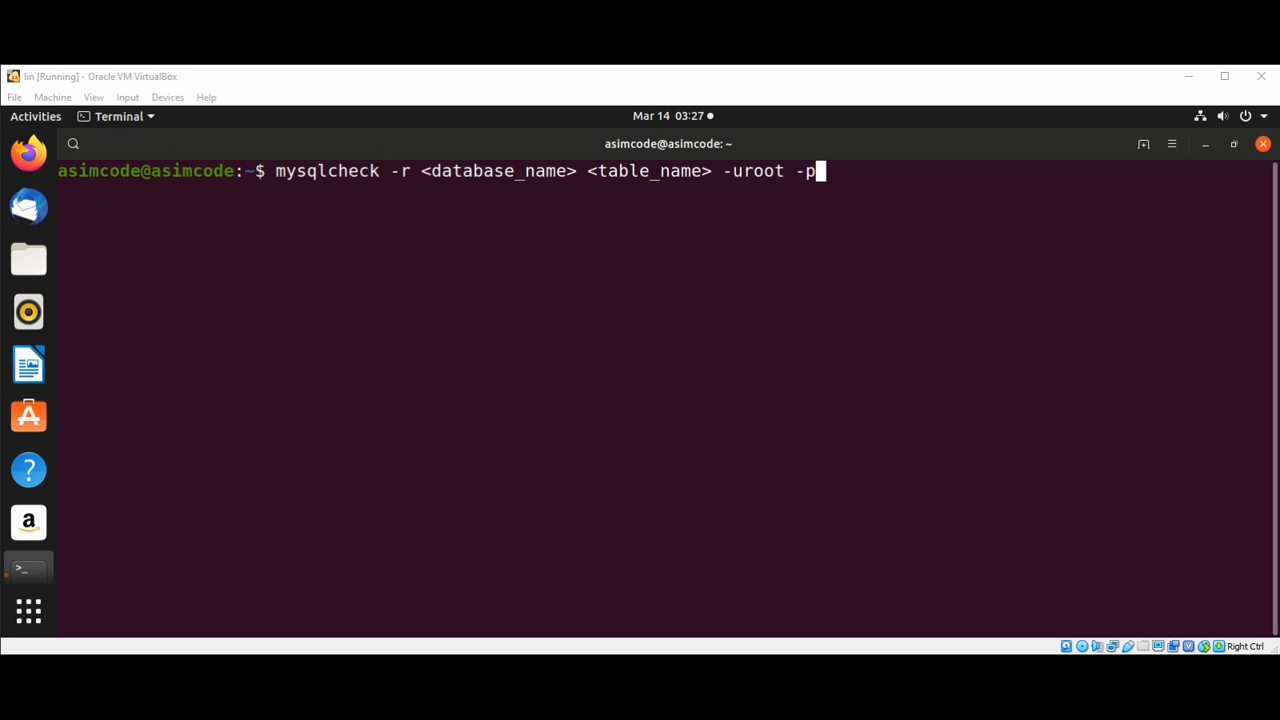 lin [Running] - Oracle VM VirtualBox
File Machine View Input Devices Help
Activities Terminal Mar 14 03:27
asimcode@asimcode: ~
asimcode@asimcode:~$ mysqlcheck -r <database_name> <table_name> -uroot -p
Right Ctrl